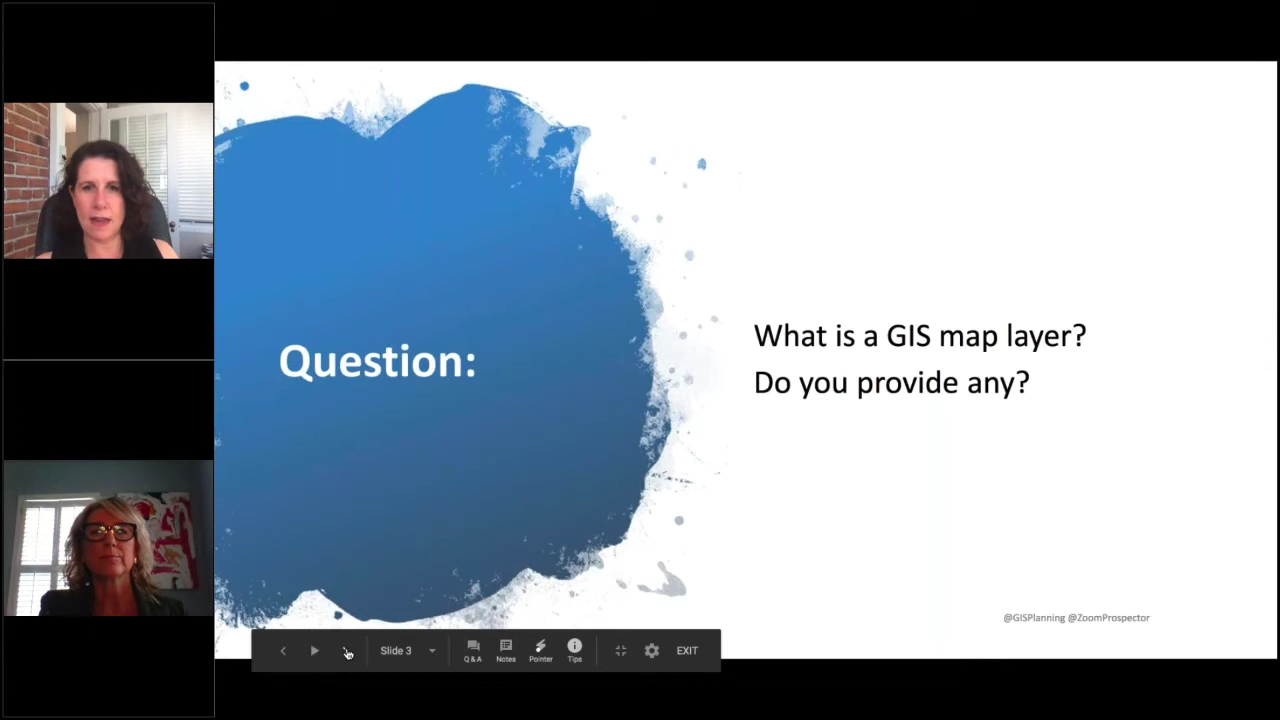 Question:
What is a GIS map layer?
Do you provide any?
@GISPlanning @ZoomProspector
Slide 3
Q & A
Notes
Pointer
Tips
EXIT